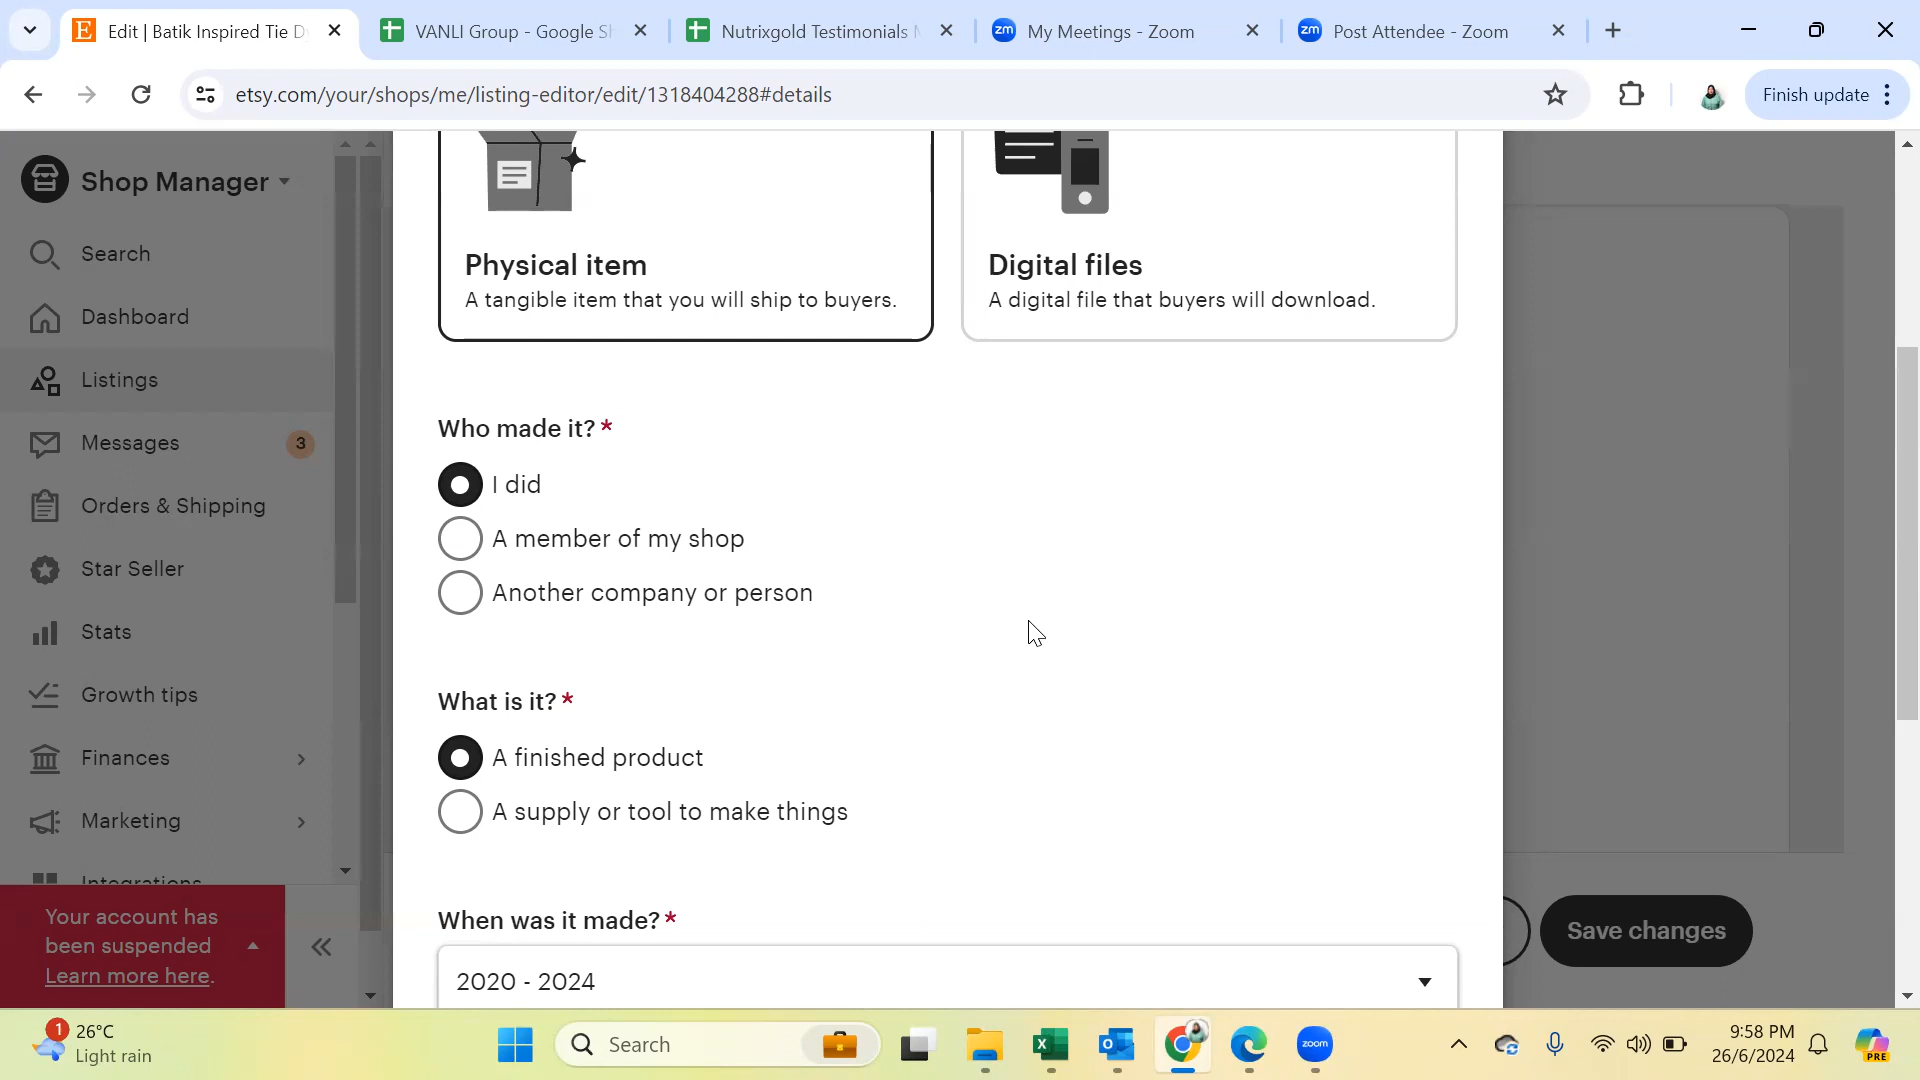 Edit | Batik Inspired Tie D
VANLI Group - Google Sh
Nutrixgold Testimonials
My Meetings - Zoom
Post Attendee - Zoom
etsy.com/your/shops/me/listing-editor/edit/1318404288#details
Finish update
Shop Manager
Search
Dashboard
Listings
Messages
3
Orders & Shipping
Star Seller
Stats
Growth tips
Finances
Marketing
Integrations
Your account has
been suspended
Learn more here.
Physical item
A tangible item that you will ship to buyers.
Digital files
A digital file that buyers will download.
Who made it? *
I did
A member of my shop
Another company or person
What is it? *
A finished product
A supply or tool to make things
When was it made? *
2020 - 2024
Save changes
1
26°C
Light rain
Search
zoom
9:58 PM
26/6/2024
PRE